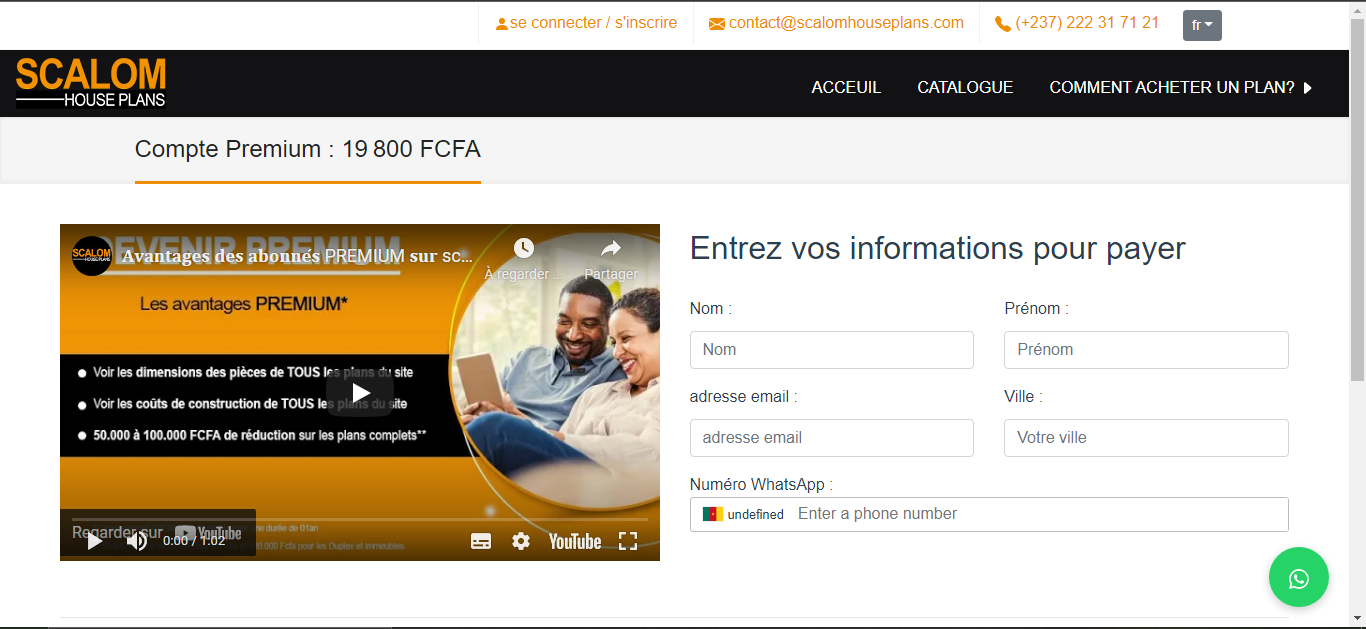 se connecter / s'inscrire
contact@scalomhouseplans.com
(+237) 222 31 71 21
fr
SCALOM
HOUSE PLANS
ACCEUIL
CATALOGUE
COMMENT ACHETER UN PLAN?
Compte Premium : 19 800 FCFA
DEVENIR PREMIUM
SCALOM
HOUSE PLANS
Avantages des abonnés PREMIUM sur sc...
À regarder ...
Partager
Les avantages PREMIUM*
Voir les dimensions des pièces de TOUS les plans du site
Voir les coûts de construction de TOUS les plans du site
50.000 à 100.000 FCFA de réduction sur les plans complets**
Regarder sur YouTube
une durée de 01an
100.000 Fcfa pour les Duplex et immeubles
0:00 / 1:02
YouTube
Entrez vos informations pour payer
Nom :
Prénom :
Nom
Prénom
adresse email :
Ville :
adresse email
Votre ville
Numéro WhatsApp :
undefined
Enter a phone number